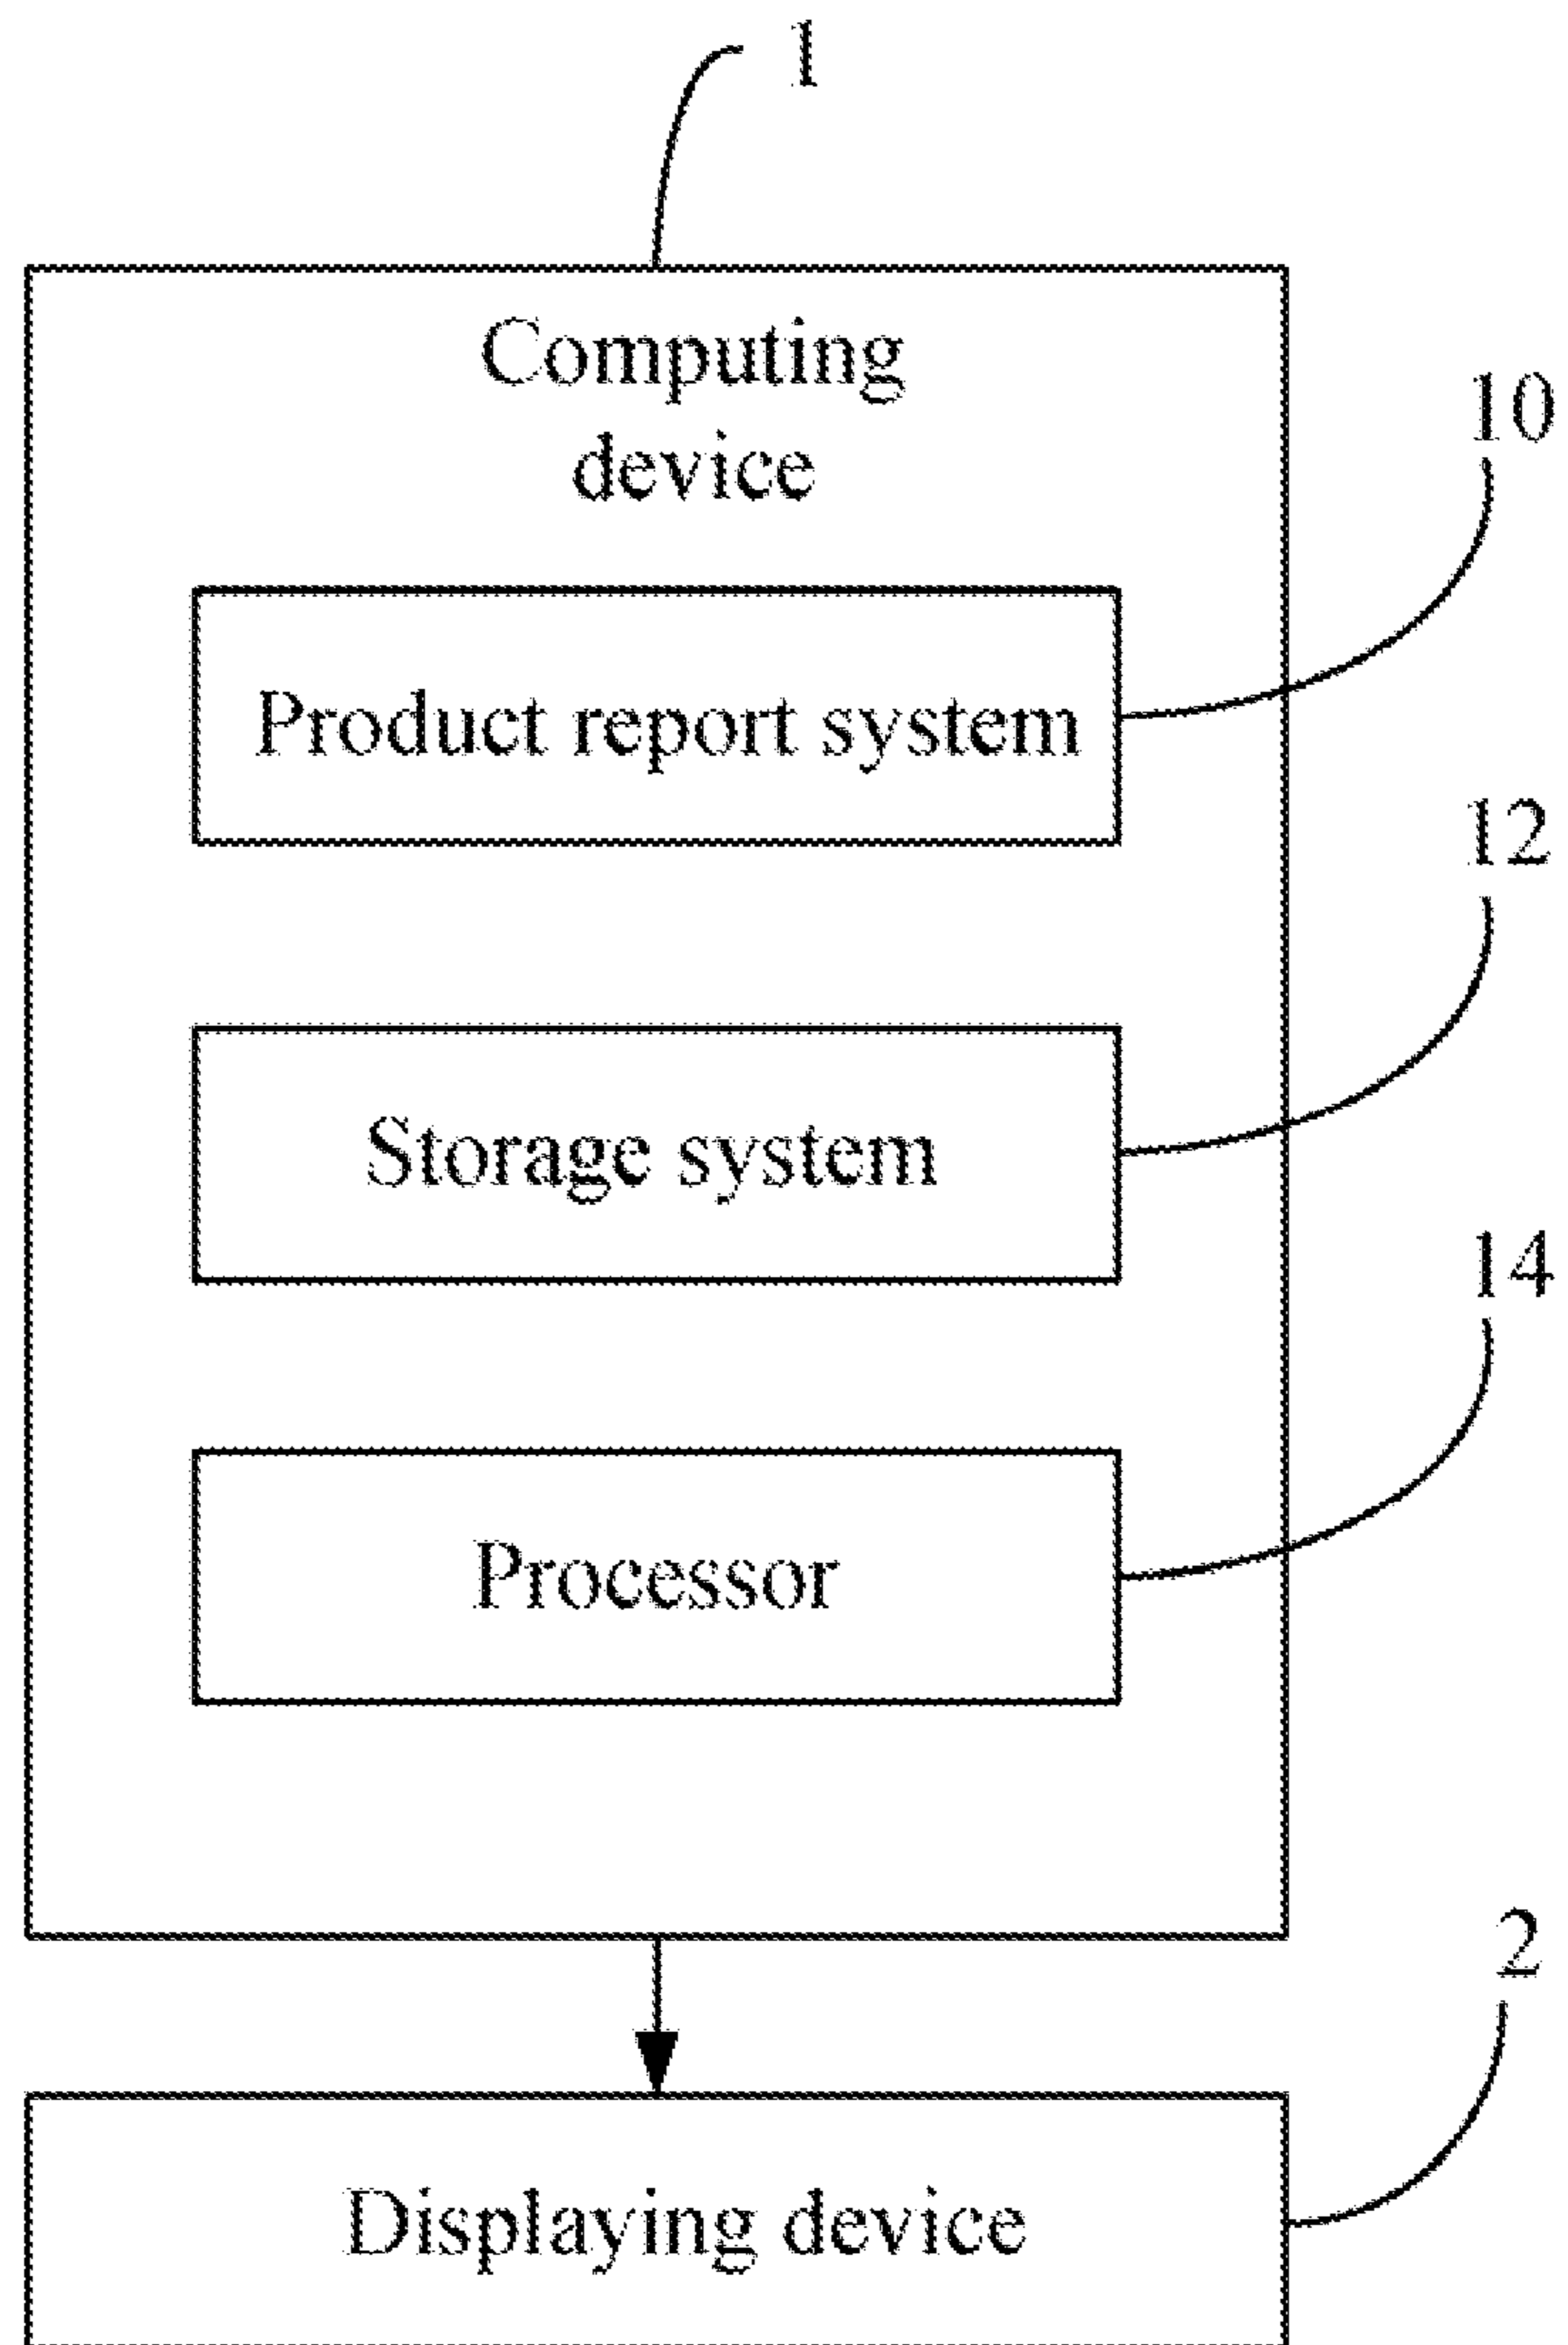 1
Computing
device
10
Product report system
12
Storage system
14
Processor
2
Displaying device